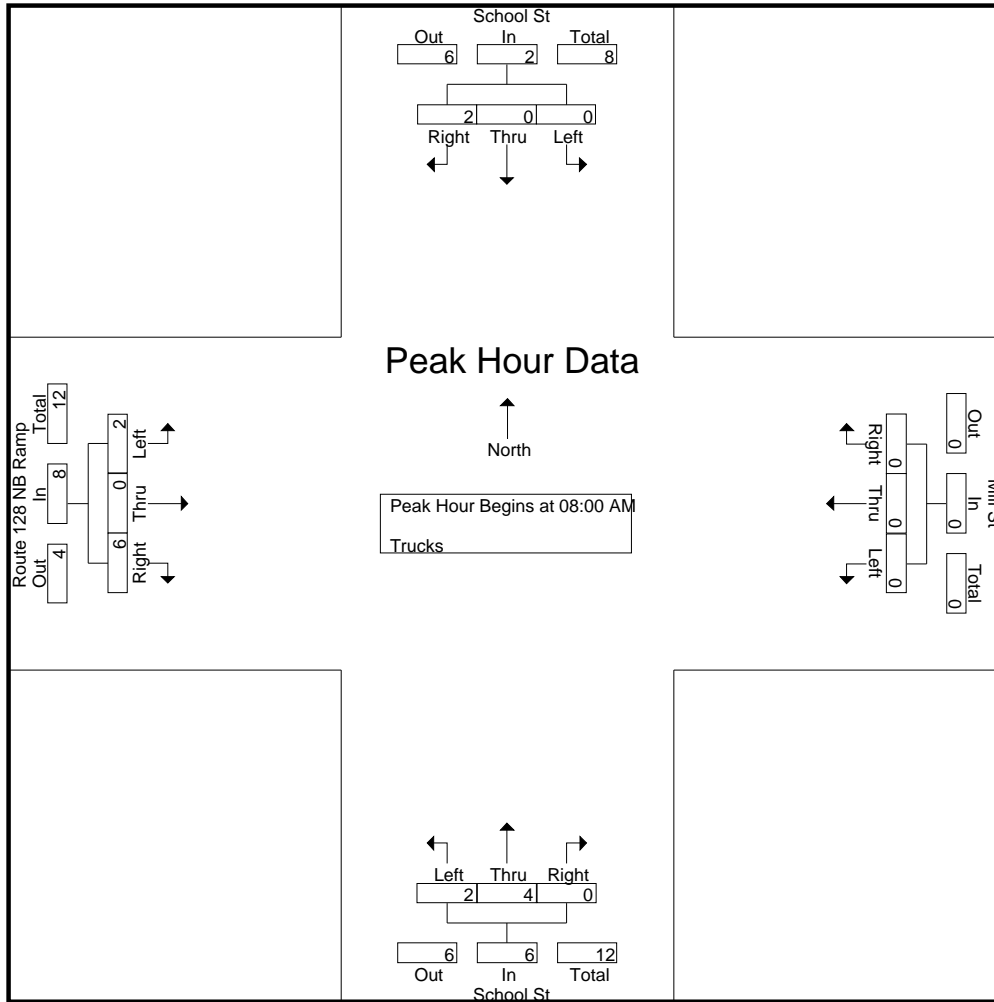 School St
Out In Total
6 2 8
2 0 0
Right Thru Left
Peak Hour Data
North
Peak Hour Begins at 08:00 AM
Trucks
Route 128 NB Ramp
Total In Out
12 8 4
2 0 6
Left Thru Right
Right Thru Left
0 0 0
Out In Total
0 0 0
Mill St
Left Thru Right
2 4 0
6 6 12
Out In Total
School St